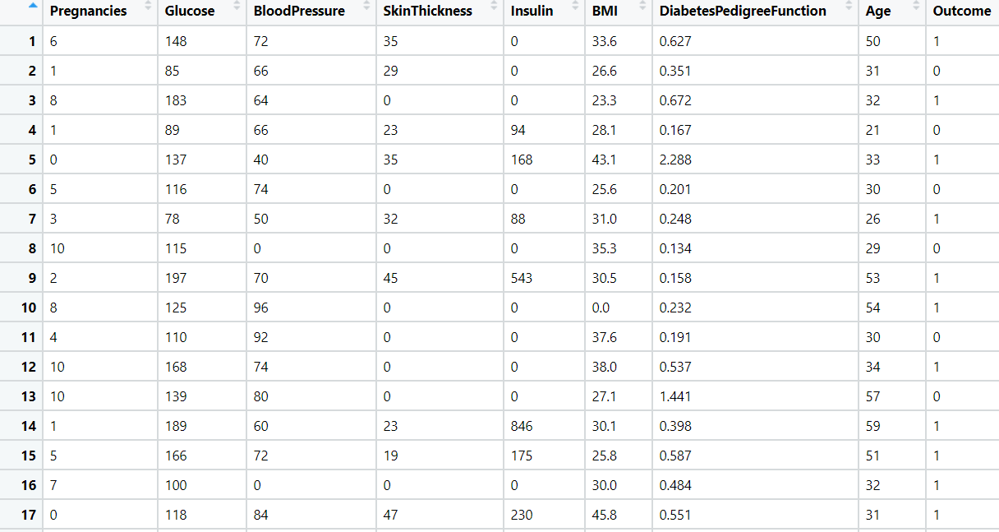 Pregnancies Glucose BloodPressure SkinThickness Insulin BMI DiabetesPedigreeFunction Age Outcome
1 6 148 72 35 0 33.6 0.627 50 1
2 1 85 66 29 0 26.6 0.351 31 0
3 8 183 64 0 0 23.3 0.672 32 1
4 1 89 66 23 94 28.1 0.167 21 0
5 0 137 40 35 168 43.1 2.288 33 1
6 5 116 74 0 0 25.6 0.201 30 0
7 3 78 50 32 88 31.0 0.248 26 1
8 10 115 0 0 0 35.3 0.134 29 0
9 2 197 70 45 543 30.5 0.158 53 1
10 8 125 96 0 0 0.0 0.232 54 1
11 4 110 92 0 0 37.6 0.191 30 0
12 10 168 74 0 0 38.0 0.537 34 1
13 10 139 80 0 0 27.1 1.441 57 0
14 1 189 60 23 846 30.1 0.398 59 1
15 5 166 72 19 175 25.8 0.587 51 1
16 7 100 0 0 0 30.0 0.484 32 1
17 0 118 84 47 230 45.8 0.551 31 1